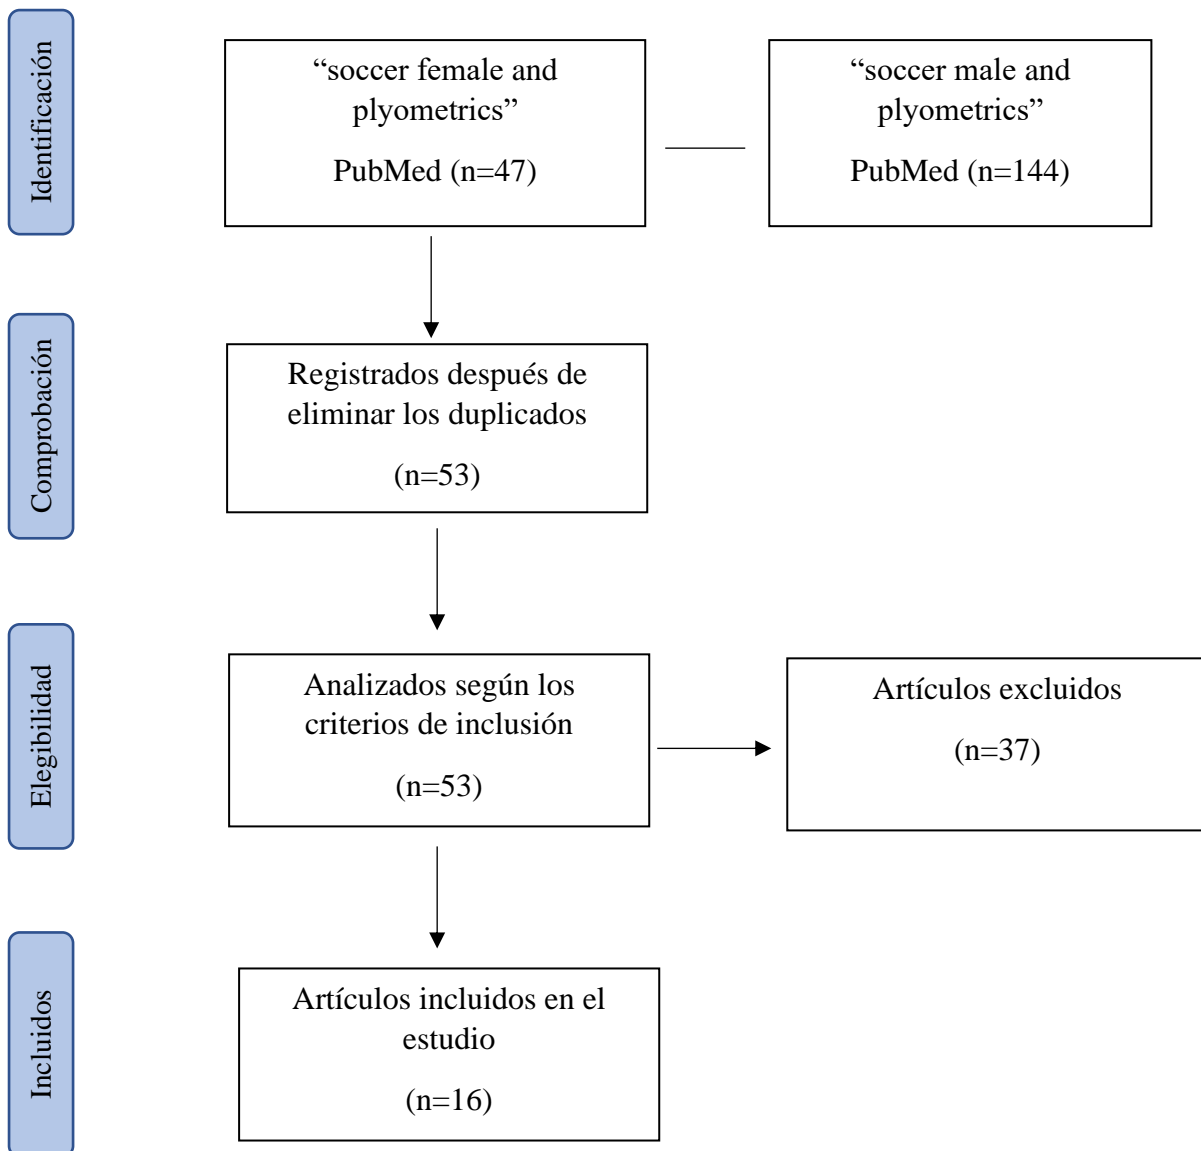 Identificación
“soccer female and
plyometrics”
PubMed (n=47)
“soccer male and
plyometrics”
PubMed (n=144)
Comprobación
Registrados después de
eliminar los duplicados
(n=53)
Elegibilidad
Analizados según los
criterios de inclusión
(n=53)
Artículos excluidos
(n=37)
Incluidos
Artículos incluidos en el
estudio
(n=16)